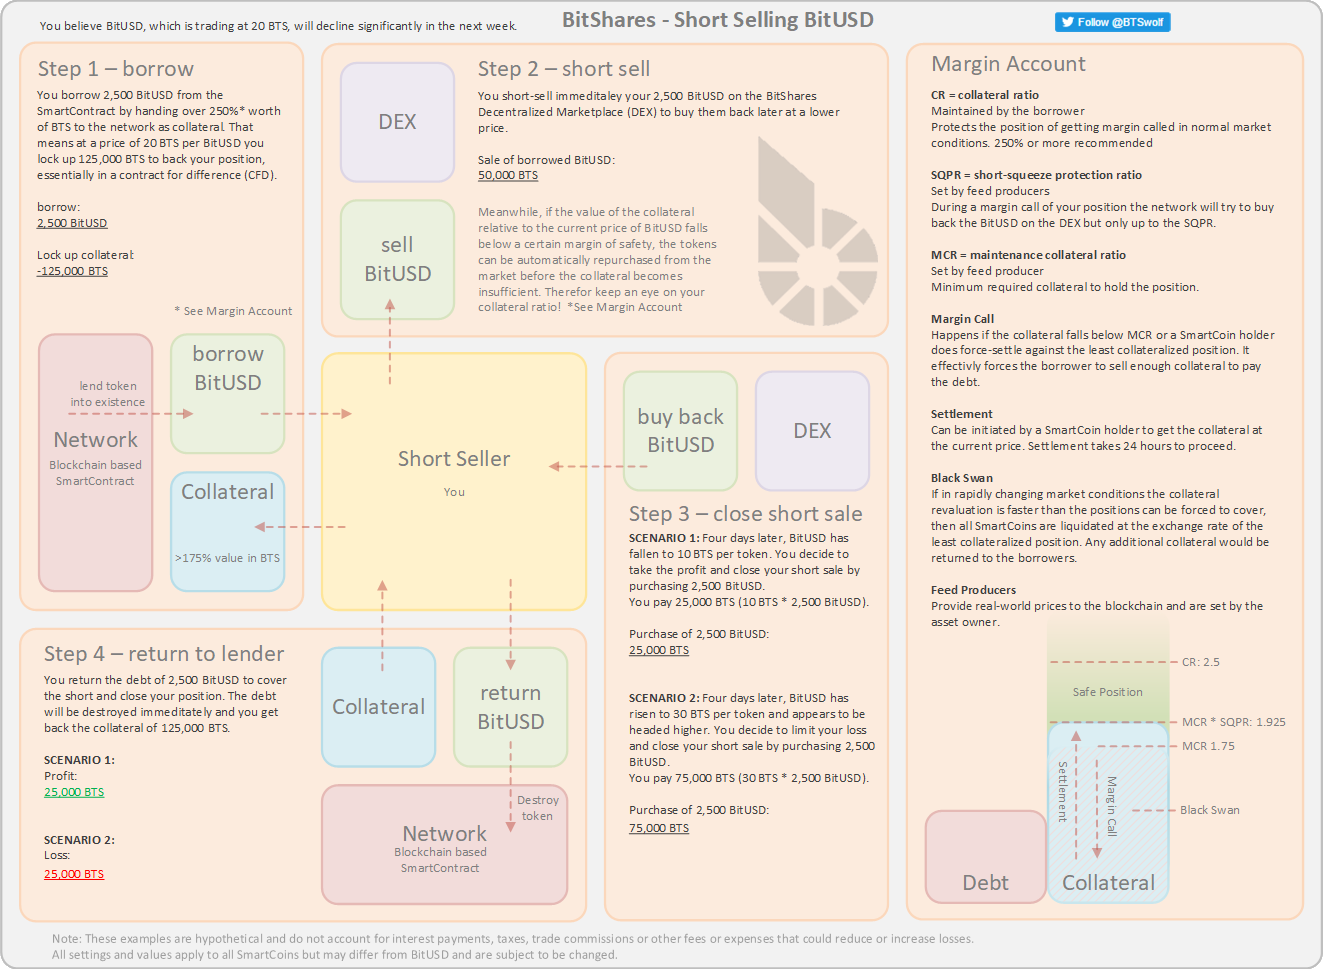 You believe BitUSD, which is trading at 20 BTS, will decline significantly in the next week.
BitShares - Short Selling BitUSD
Follow @BTSwolf
Step 1 – borrow
You borrow 2,500 BitUSD from the
SmartContract by handing over 250%* worth
of BTS to the network as collateral. That
means at a price of 20 BTS per BitUSD you
lock up 125,000 BTS to back your position,
essentially in a contract for difference (CFD).
borrow:
2,500 BitUSD
Lock up collateral:
-125,000 BTS
* See Margin Account
lend token
into existence
Network
Blockchain based
SmartContract
borrow
BitUSD
Collateral
>175% value in BTS
Step 2 – short sell
DEX
You short-sell immeditaley your 2,500 BitUSD on the BitShares
Decentralized Marketplace (DEX) to buy them back later at a lower
price.
Sale of borrowed BitUSD:
50,000 BTS
sell
BitUSD
Meanwhile, if the value of the collateral
relative to the current price of BitUSD falls
below a certain margin of safety, the tokens
can be automatically repurchased from the
market before the collateral becomes
insufficient. Therefor keep an eye on your
collateral ratio!  *See Margin Account
Short Seller
You
buy back
BitUSD
DEX
Step 3 – close short sale
SCENARIO 1: Four days later, BitUSD has
fallen to 10 BTS per token. You decide to
take the profit and close your short sale by
purchasing 2,500 BitUSD.
You pay 25,000 BTS (10 BTS * 2,500 BitUSD).
Purchase of 2,500 BitUSD:
25,000 BTS
SCENARIO 2: Four days later, BitUSD has
risen to 30 BTS per token and appears to be
headed higher. You decide to limit your loss
and close your short sale by purchasing 2,500
BitUSD.
You pay 75,000 BTS (30 BTS * 2,500 BitUSD).
Purchase of 2,500 BitUSD:
75,000 BTS
Step 4 – return to lender
You return the debt of 2,500 BitUSD to cover
the short and close your position. The debt
will be destroyed immeditately and you get
back the collateral of 125,000 BTS.
SCENARIO 1:
Profit:
25,000 BTS
SCENARIO 2:
Loss:
25,000 BTS
Collateral
return
BitUSD
Destroy
token
Network
Blockchain based
SmartContract
Margin Account
CR = collateral ratio
Maintained by the borrower
Protects the position of getting margin called in normal market
conditions. 250% or more recommended
SQPR = short-squeeze protection ratio
Set by feed producers
During a margin call of your position the network will try to buy
back the BitUSD on the DEX but only up to the SQPR.
MCR = maintenance collateral ratio
Set by feed producer
Minimum required collateral to hold the position.
Margin Call
Happens if the collateral falls below MCR or a SmartCoin holder
does force-settle against the least collateralized position. It
effectivly forces the borrower to sell enough collateral to pay
the debt.
Settlement
Can be initiated by a SmartCoin holder to get the collateral at
the current price. Settlement takes 24 hours to proceed.
Black Swan
If in rapidly changing market conditions the collateral
revaluation is faster than the positions can be forced to cover,
then all SmartCoins are liquidated at the exchange rate of the
least collateralized position. Any additional collateral would be
returned to the borrowers.
Feed Producers
Provide real-world prices to the blockchain and are set by the
asset owner.
CR: 2.5
Safe Position
MCR * SQPR: 1.925
MCR 1.75
Settlement
Margin Call
Black Swan
Debt
Collateral
Note: These examples are hypothetical and do not account for interest payments, taxes, trade commissions or other fees or expenses that could reduce or increase losses.
All settings and values apply to all SmartCoins but may differ from BitUSD and are subject to be changed.